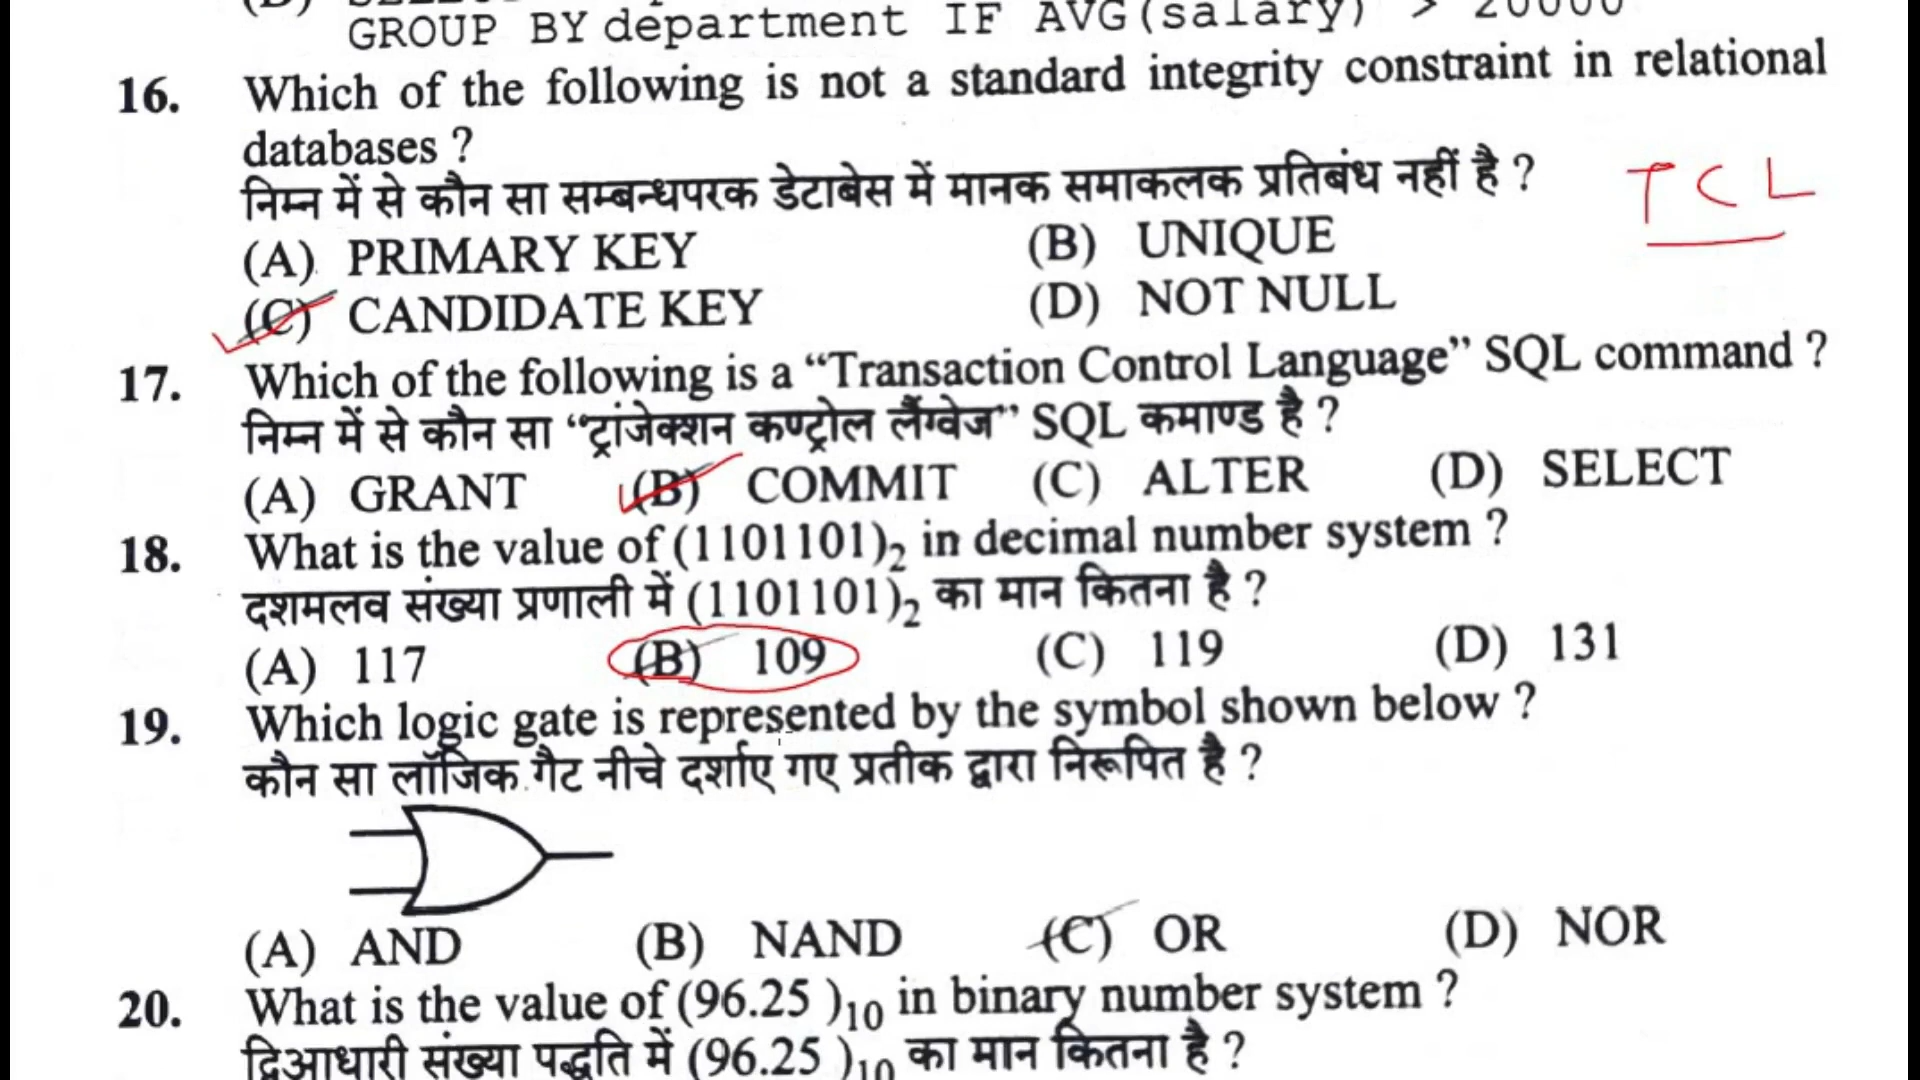 GROUP BY department IF AVG(salary) > 20000
16. Which of the following is not a standard integrity constraint in relational
databases ?
निम्न में से कौन सा सम्बन्धपरक डेटाबेस में मानक समाकलक प्रतिबंध नहीं है ?
TCL
(A) PRIMARY KEY (B) UNIQUE
(C) CANDIDATE KEY (D) NOT NULL
17. Which of the following is a “Transaction Control Language” SQL command ?
निम्न में से कौन सा “ट्रांजेक्शन कण्ट्रोल लैंग्वेज” SQL कमाण्ड है ?
(A) GRANT (B) COMMIT (C) ALTER (D) SELECT
18. What is the value of (1101101)₂ in decimal number system ?
दशमलव संख्या प्रणाली में (1101101)₂ का मान कितना है ?
(A) 117 (B) 109 (C) 119 (D) 131
19. Which logic gate is represented by the symbol shown below ?
कौन सा लॉजिक गैट नीचे दर्शाए गए प्रतीक द्वारा निरूपित है ?
(A) AND (B) NAND (C) OR (D) NOR
20. What is the value of (96.25 )₁₀ in binary number system ?
द्विआधारी संख्या पद्धति में (96.25 )₁₀ का मान कितना है ?